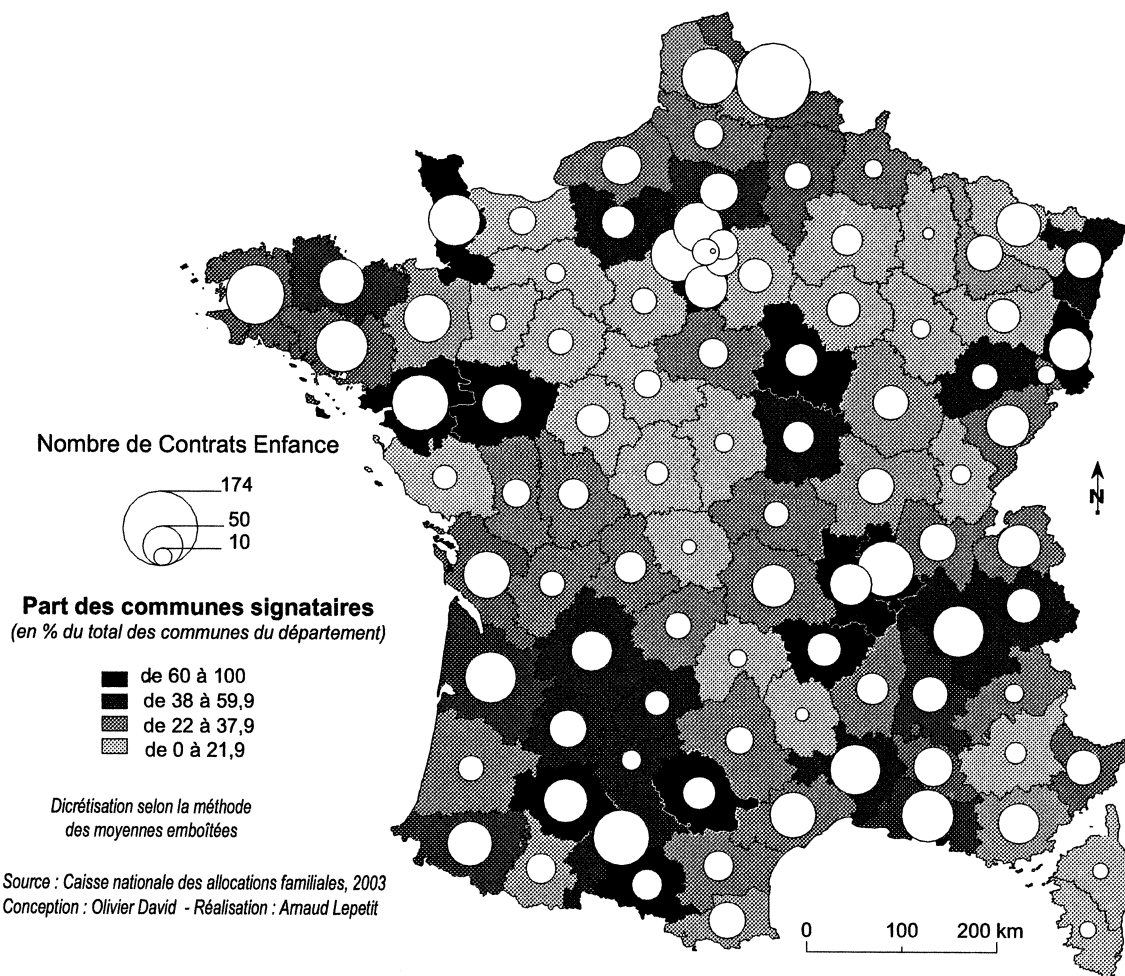 Nombre de Contrats Enfance
174
50
10
Part des communes signataires
(en % du total des communes du département)
de 60 à 100
de 38 à 59,9
de 22 à 37,9
de 0 à 21,9
Dicrétisation selon la méthode
des moyennes emboîtées
Source : Caisse nationale des allocations familiales, 2003
Conception : Olivier David - Réalisation : Arnaud Lepetit
N
0 100 200 km